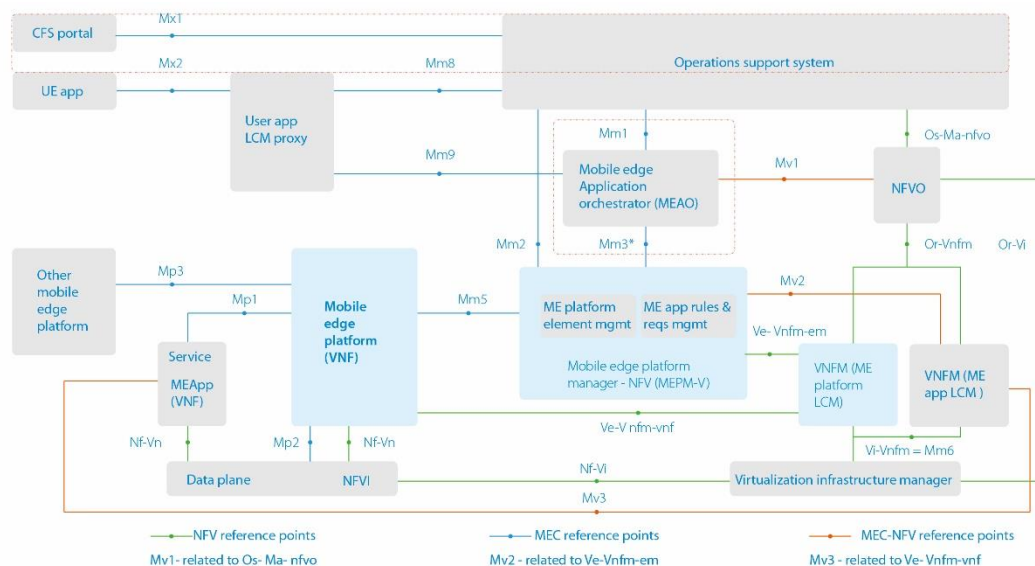 CFS portal
Mx1
Operations support system
Mx2
Mm8
UE app
User app
LCM proxy
Mm1
Os-Ma-nfvo
Mm9
Mobile edge
Application
orchestrator (MEAO)
Mv1
NFVO
Mm2
Mm3*
Or-Vnfm
Or-Vi
Other
mobile
edge
platform
Mp3
Mp1
Mobile
edge
platform
(VNF)
Mm5
ME platform
element mgmt
ME app rules &
reqs mgmt
Mv2
Ve- Vnfm-em
Service
MEApp
(VNF)
Mobile edge platform
manager - NFV (MEPM-V)
VNFM (ME
platform
LCM)
VNFM (ME
app LCM )
Ve-V nfm-vnf
Nf-Vn
Mp2
Nf-Vn
Vi-Vnfm = Mm6
Data plane
NFVI
Nf-Vi
Virtualization infrastructure manager
Mv3
NFV reference points
MEC reference points
MEC-NFV reference points
Mv1- related to Os- Ma- nfvo
Mv2 - related to Ve-Vnfm-em
Mv3 - related to Ve- Vnfm-vnf